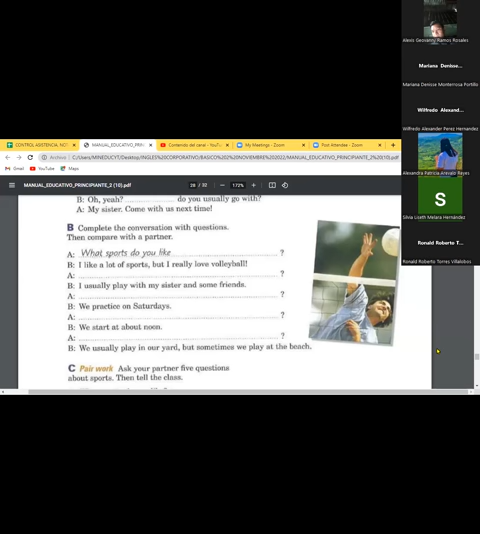 Alexis Geovanny Ramos Rosales
Mariana Denisse...
Mariana Denisse Monterrosa Portillo
Wilfredo Alexand...
Wilfredo Alexander Perez Hernandez
Alexandra Patricia Arevalo Reyes
S
Silvia Liseth Melara Hernández
Ronald Roberto T...
Ronald Roberto Torres Villalobos
CONTROL ASISTENCIA, NO
MANUAL_EDUCATIVO_PRIN
Contenido del canal - YouT
My Meetings - Zoom
Post Attendee - Zoom
Archivo C:/Users/MINEDUCYT/Desktop/INGLES%20CORPORATIVO/BASICO%202%20NOVIEMBRE%202022/MANUAL_EDUCATIVO_PRINCIPIANTE_2%20(10).pdf
Gmail YouTube Maps
MANUAL_EDUCATIVO_PRINCIPIANTE_2 (10).pdf
28 / 32 — 172% +
B: Oh, yeah? ............ do you usually go with?
A: My sister. Come with us next time!
B Complete the conversation with questions.
Then compare with a partner.
A: What sports do you like ?
B: I like a lot of sports, but I really love volleyball!
A: ?
B: I usually play with my sister and some friends.
A: ?
B: We practice on Saturdays.
A: ?
B: We start at about noon.
A: ?
B: We usually play in our yard, but sometimes we play at the beach.
C Pair work Ask your partner five questions
about sports. Then tell the class.